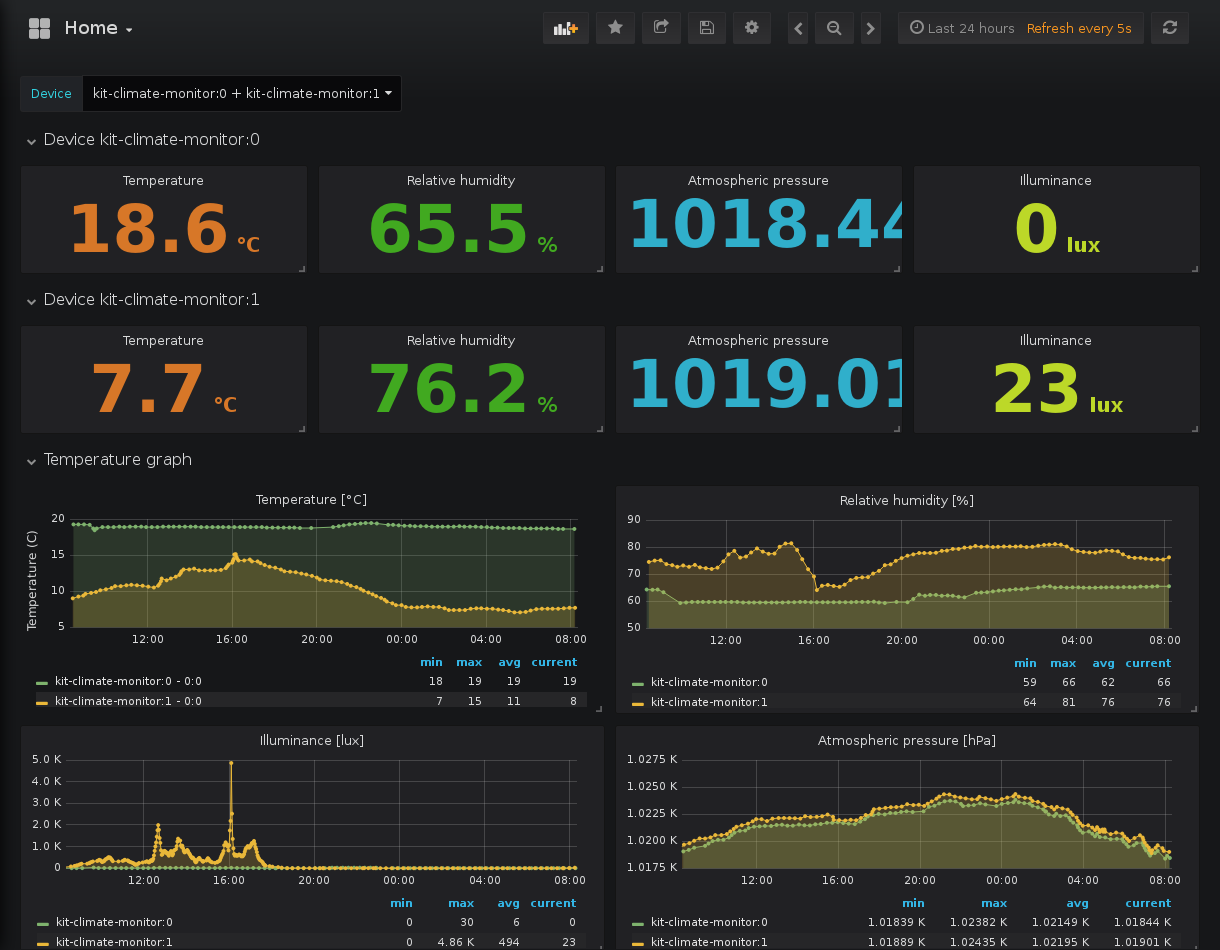 Home
Last 24 hours Refresh every 5s
Device kit-climate-monitor:0 + kit-climate-monitor:1
Device kit-climate-monitor:0
Temperature Relative humidity Atmospheric pressure Illuminance
18.6 °C 65.5 % 1018.44 0 lux
Device kit-climate-monitor:1
Temperature Relative humidity Atmospheric pressure Illuminance
7.7 °C 76.2 % 1019.01 23 lux
Temperature graph
Temperature [°C]
Temperature (C)
20
15
10
5
12:00 16:00 20:00 00:00 04:00 08:00
min max avg current
kit-climate-monitor:0 - 0:0 18 19 19 19
kit-climate-monitor:1 - 0:0 7 15 11 8
Relative humidity [%]
90
80
70
60
50
12:00 16:00 20:00 00:00 04:00 08:00
min max avg current
kit-climate-monitor:0 59 66 62 66
kit-climate-monitor:1 64 81 76 76
Illuminance [lux]
5.0 K
4.0 K
3.0 K
2.0 K
1.0 K
0
12:00 16:00 20:00 00:00 04:00 08:00
min max avg current
kit-climate-monitor:0 0 30 6 0
kit-climate-monitor:1 0 4.86 K 494 23
Atmospheric pressure [hPa]
1.0275 K
1.0250 K
1.0225 K
1.0200 K
1.0175 K
12:00 16:00 20:00 00:00 04:00 08:00
min max avg current
kit-climate-monitor:0 1.01839 K 1.02382 K 1.02149 K 1.01844 K
kit-climate-monitor:1 1.01889 K 1.02435 K 1.02195 K 1.01901 K